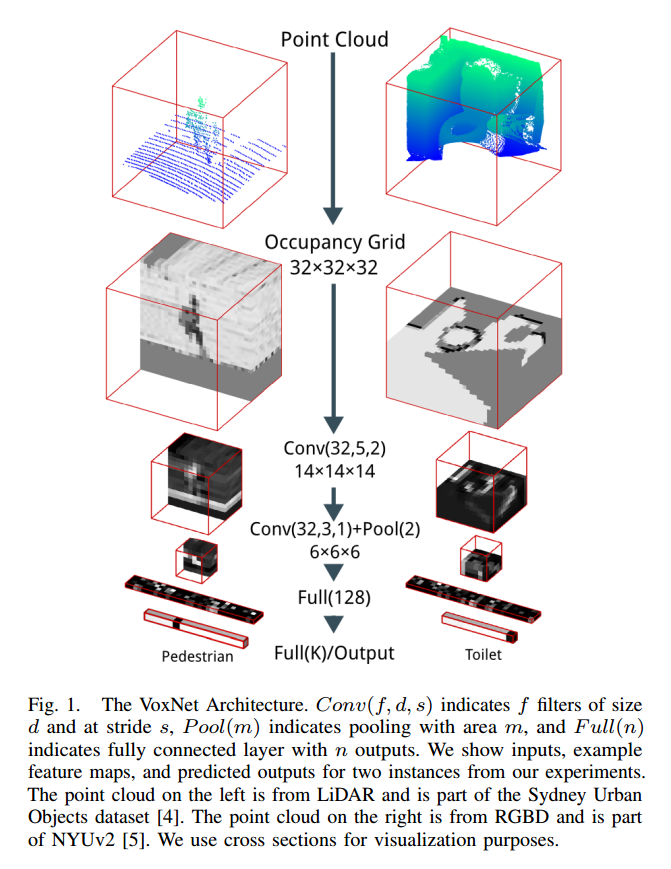 Point Cloud
Occupancy Grid
32×32×32
Conv(32,5,2)
14×14×14
Conv(32,3,1)+Pool(2)
6×6×6
Full(128)
Full(K)/Output
Pedestrian
Toilet
Fig. 1. The VoxNet Architecture. Conv(f, d, s) indicates f filters of size
d and at stride s, Pool(m) indicates pooling with area m, and Full(n)
indicates fully connected layer with n outputs. We show inputs, example
feature maps, and predicted outputs for two instances from our experiments.
The point cloud on the left is from LiDAR and is part of the Sydney Urban
Objects dataset [4]. The point cloud on the right is from RGBD and is part
of NYUv2 [5]. We use cross sections for visualization purposes.